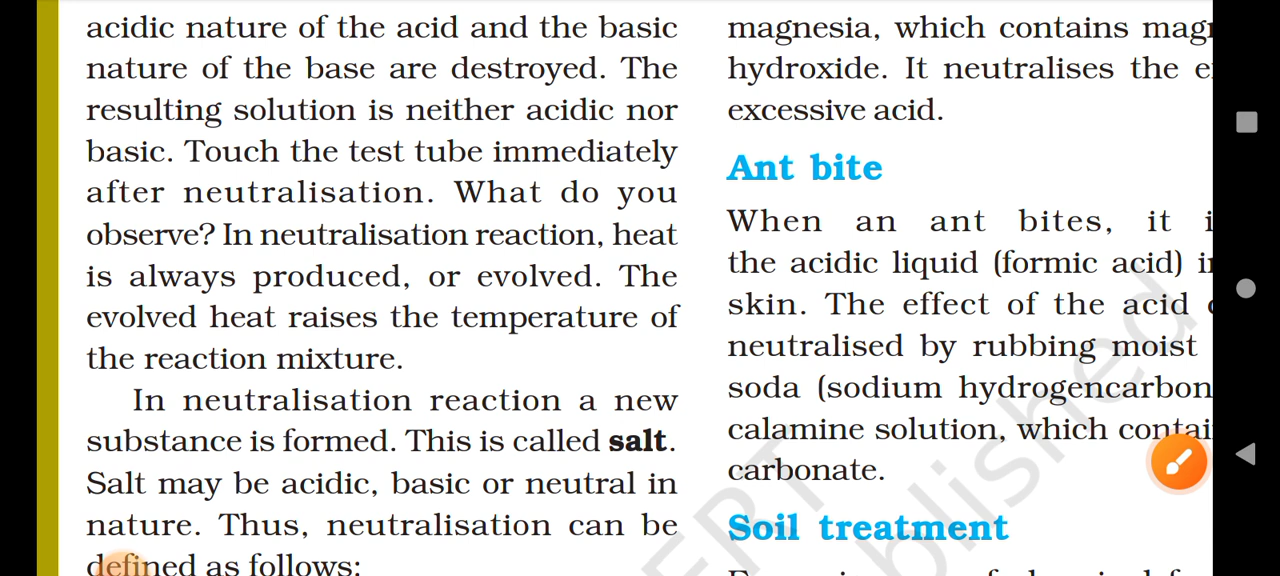 acidic nature of the acid and the basic
nature of the base are destroyed. The
resulting solution is neither acidic nor
basic. Touch the test tube immediately
after neutralisation. What do you
observe? In neutralisation reaction, heat
is always produced, or evolved. The
evolved heat raises the temperature of
the reaction mixture.
In neutralisation reaction a new
substance is formed. This is called salt.
Salt may be acidic, basic or neutral in
nature. Thus, neutralisation can be
defined as follows:
magnesia, which contains
hydroxide. It neutralises the
excessive acid.
Ant bite
When an ant bites, it
the acidic liquid (formic acid)
skin. The effect of the acid
neutralised by rubbing moist
soda (sodium
calamine solution, which
carbonate.
Soil treatment